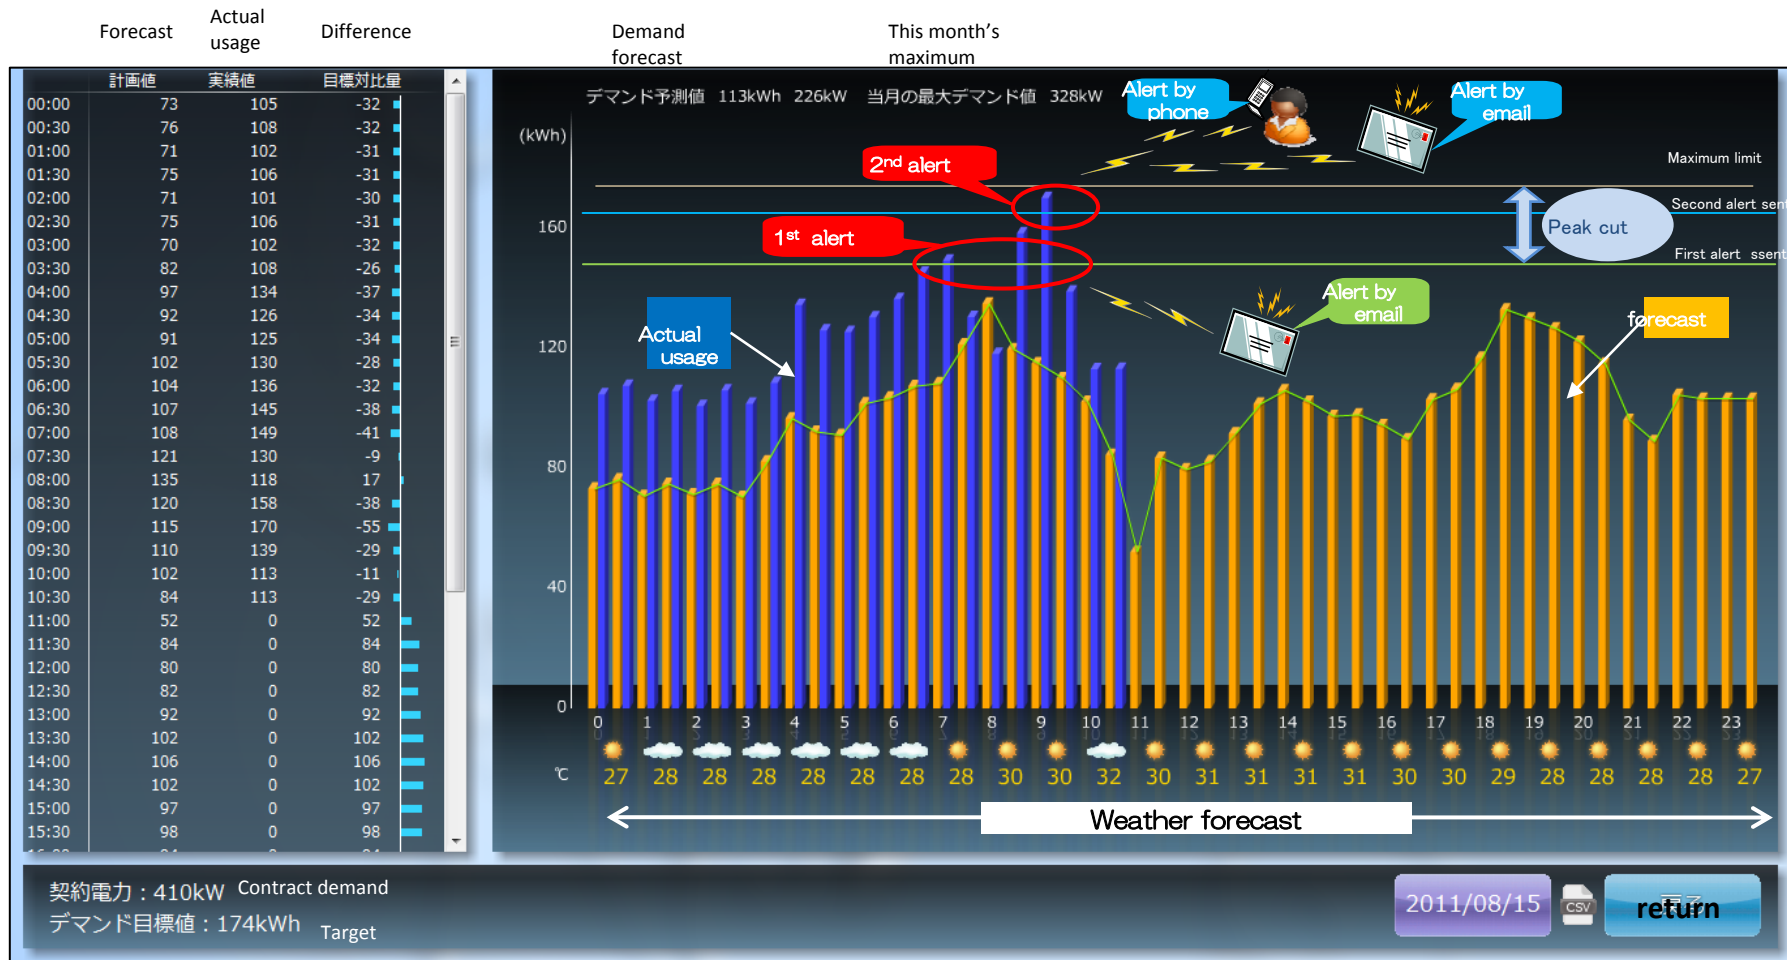 Forecast Actual usage Difference Demand forecast This month's maximum
計画値 実績値 目標対比量
00:00 73 105 -32
00:30 76 108 -32
01:00 71 102 -31
01:30 75 106 -31
02:00 71 101 -30
02:30 75 106 -31
03:00 70 102 -32
03:30 82 108 -26
04:00 97 134 -37
04:30 92 126 -34
05:00 91 125 -34
05:30 102 130 -28
06:00 104 136 -32
06:30 107 145 -38
07:00 108 149 -41
07:30 121 130 -9
08:00 135 118 17
08:30 120 158 -38
09:00 115 170 -55
09:30 110 139 -29
10:00 102 113 -11
10:30 84 113 -29
11:00 52 0 52
11:30 84 0 84
12:00 80 0 80
12:30 82 0 82
13:00 92 0 92
13:30 102 0 102
14:00 106 0 106
14:30 102 0 102
15:00 97 0 97
15:30 98 0 98
デマンド予測値 113kWh 226kW 当月の最大デマンド値 328kW
Alert by phone
Alert by email
(kWh)
Maximum limit
2nd alert
Second alert sent
160
1st alert
Peak cut
First alert ssent
Alert by email
Actual usage
forecast
120
80
40
0
0 1 2 3 4 5 6 7 8 9 10 11 12 13 14 15 16 17 18 19 20 21 22 23
℃ 27 28 28 28 28 28 28 28 30 30 32 30 31 31 31 31 30 30 29 28 28 28 28 27
Weather forecast
契約電力：410kW Contract demand
デマンド目標値：174kWh Target
2011/08/15 CSV return